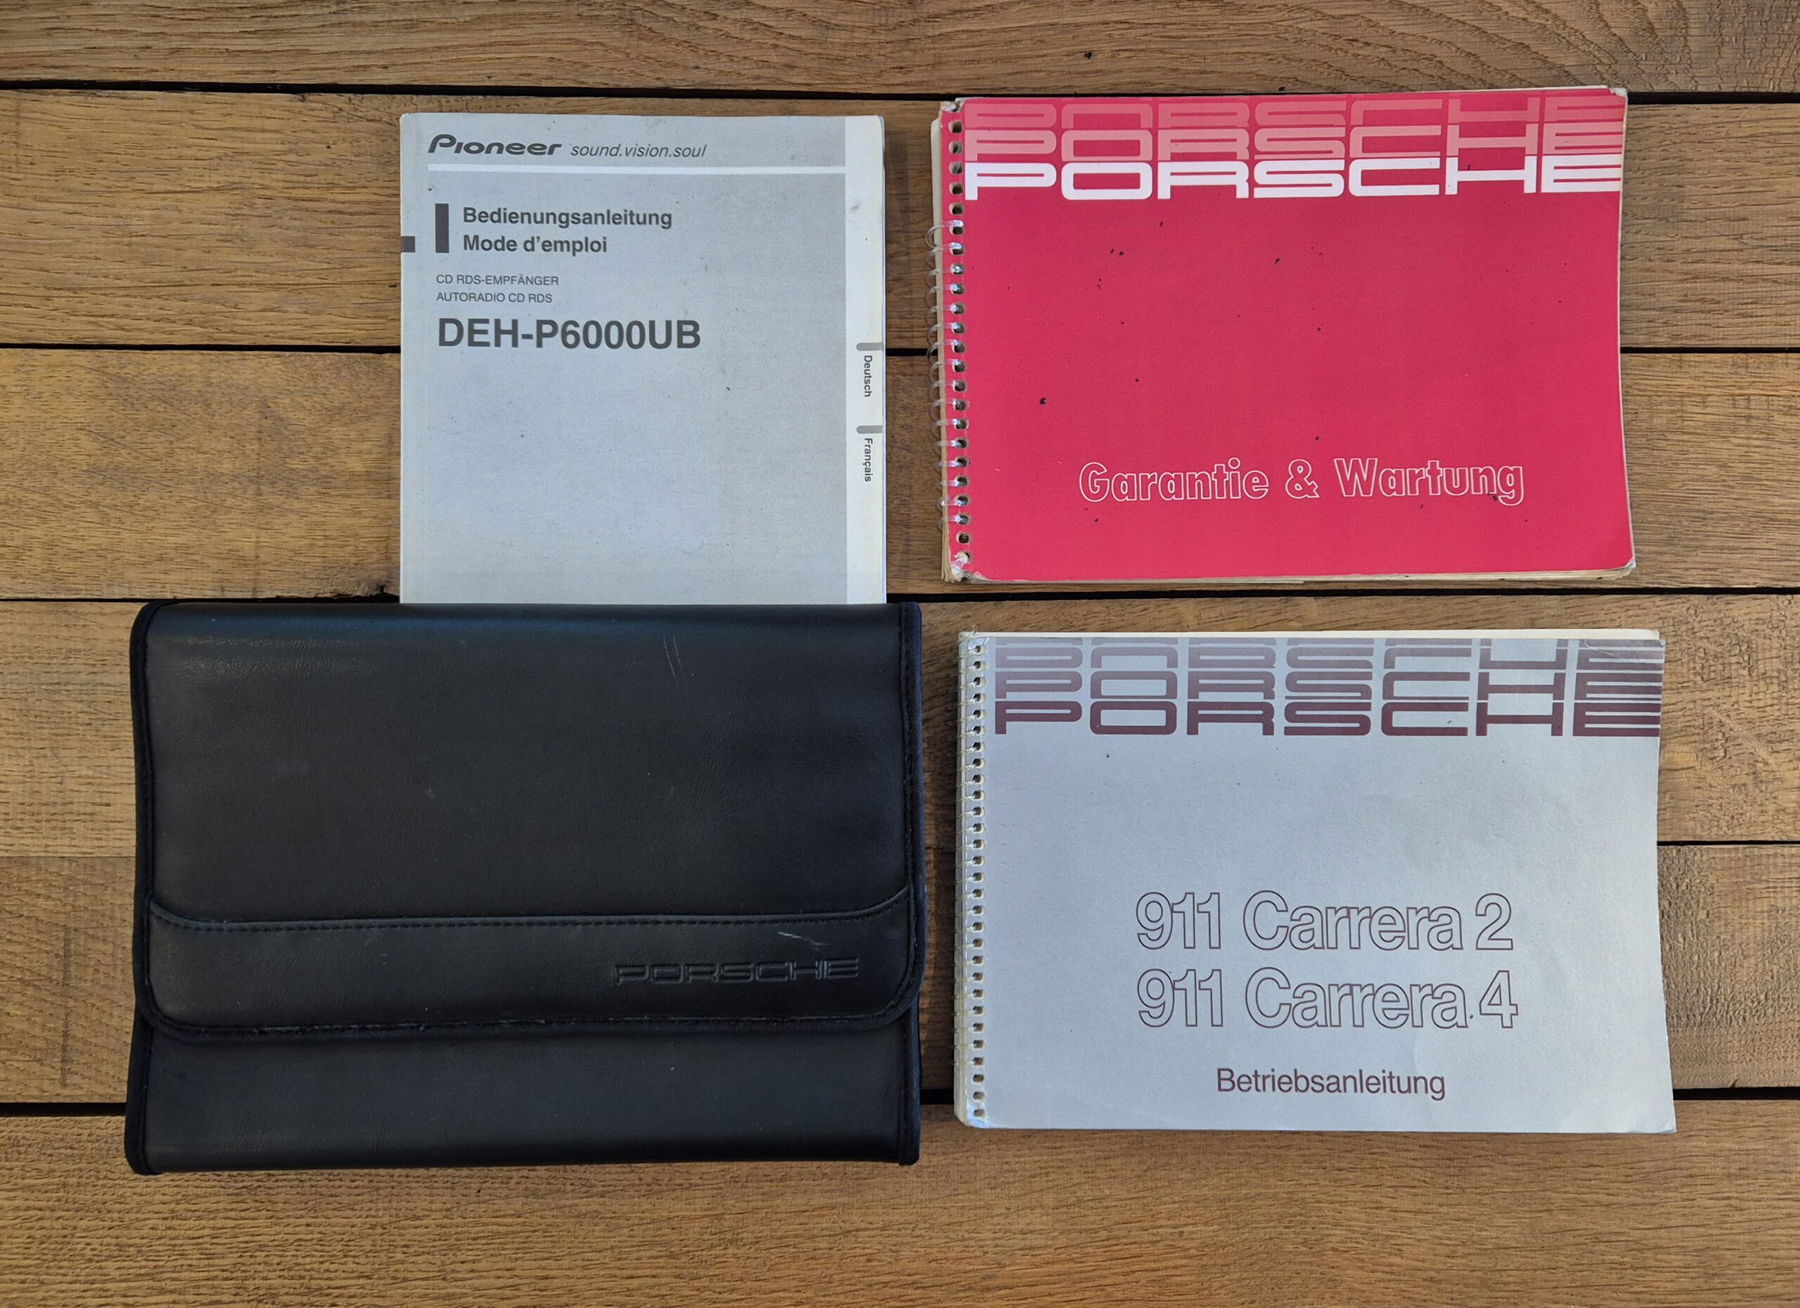 Pioneer sound.vision.soul
Bedienungsanleitung
Mode d'emploi
CD RDS-EMPFÄNGER
AUTORADIO CD RDS
DEH-P6000UB
Deutsch
Français
PORSCHE
PORSCHE
PORSCHE
Garantie & Wartung
PORSCHE
PORSCHE
PORSCHE
PORSCHE
911 Carrera 2
911 Carrera 4
Betriebsanleitung